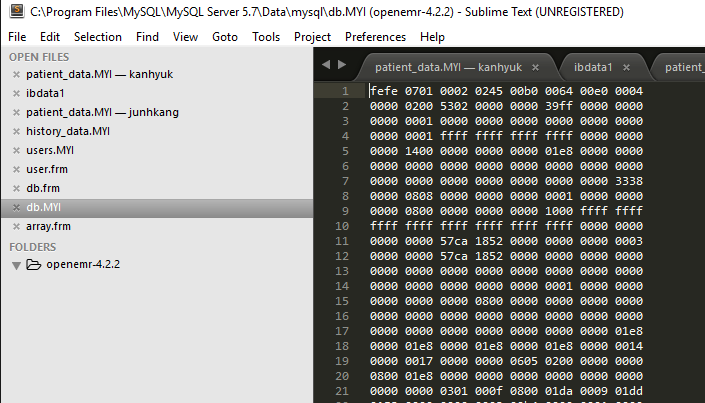 C:\Program Files\MySQL\MySQL Server 5.7\Data\mysql\db.MYI (openemr-4.2.2) - Sublime Text (UNREGISTERED)
File Edit Selection Find View Goto Tools Project Preferences Help
OPEN FILES
patient_data.MYI — kanhyuk
ibdata1
patient_data.MYI — junhkang
history_data.MYI
users.MYI
user.frm
db.frm
db.MYI
array.frm
FOLDERS
openemr-4.2.2
patient_data.MYI — kanhyuk × ibdata1 × patient_
1 fefe 0701 0002 0245 00b0 0064 00e0 0004
2 0000 0200 5302 0000 0000 39ff 0000 0000
3 0000 0001 0000 0000 0000 0000 0000 0000
4 0000 0001 ffff ffff ffff ffff 0000 0000
5 0000 1400 0000 0000 0000 01e8 0000 0000
6 0000 0000 0000 0000 0000 0000 0000 0000
7 0000 0000 0000 0000 0000 0000 0000 3338
8 0000 0808 0000 0000 0000 0001 0000 0000
9 0000 0800 0000 0000 0000 1000 ffff ffff
10 ffff ffff ffff ffff ffff ffff 0000 0000
11 0000 0000 57ca 1852 0000 0000 0000 0003
12 0000 0000 57ca 1852 0000 0000 0000 0000
13 0000 0000 0000 0000 0000 0000 0000 0000
14 0000 0000 0000 0000 0000 0001 0000 0000
15 0000 0000 0000 0800 0000 0000 0000 0000
16 0000 0000 0000 0000 0000 0000 0000 0000
17 0000 0000 0000 0000 0000 0000 0000 01e8
18 0000 01e8 0000 01e8 0000 01e8 0000 0014
19 0000 0017 0000 0000 0605 0200 0000 0000
20 0800 01e8 0000 0000 0000 0000 0000 0000
21 0000 0000 0301 000f 0800 01da 0009 01dd